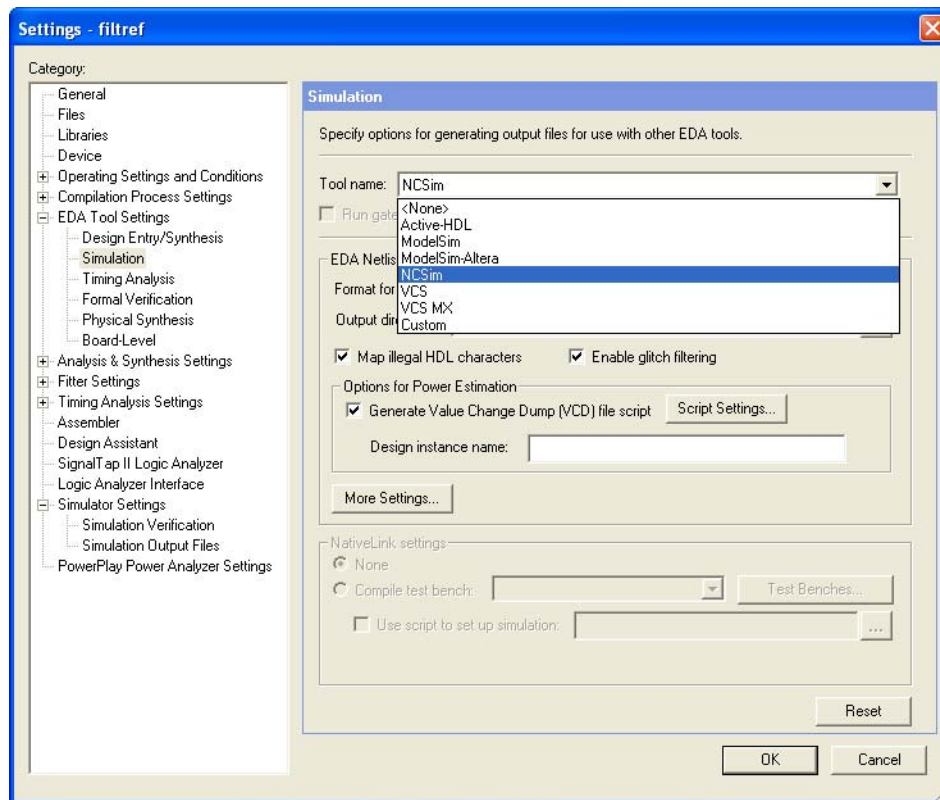 Settings - filtref
Category:
General
Files
Libraries
Device
Operating Settings and Conditions
Compilation Process Settings
EDA Tool Settings
Design Entry/Synthesis
Simulation
Timing Analysis
Formal Verification
Physical Synthesis
Board-Level
Analysis & Synthesis Settings
Fitter Settings
Timing Analysis Settings
Assembler
Design Assistant
SignalTap II Logic Analyzer
Logic Analyzer Interface
Simulator Settings
Simulation Verification
Simulation Output Files
PowerPlay Power Analyzer Settings
Simulation
Specify options for generating output files for use with other EDA tools.
Tool name: NCSim
Run gate
<None>
Active-HDL
ModelSim
ModelSim-Altera
NCSim
VCS
VCS MX
Custom
EDA Netlis
Format for
Output dire
Map illegal HDL characters
Enable glitch filtering
Options for Power Estimation
Generate Value Change Dump (VCD) file script
Script Settings...
Design instance name:
More Settings...
NativeLink settings
None
Compile test bench:
Test Benches...
Use script to set up simulation:
...
Reset
OK
Cancel